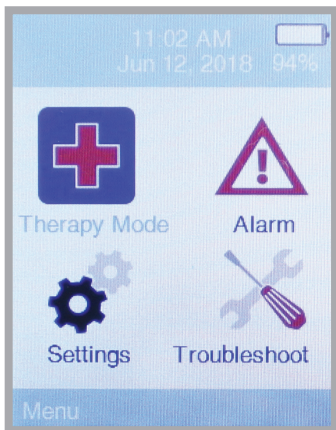 11:02 AM
Jun 12, 2018 94%
Therapy Mode Alarm
Settings Troubleshoot
Menu